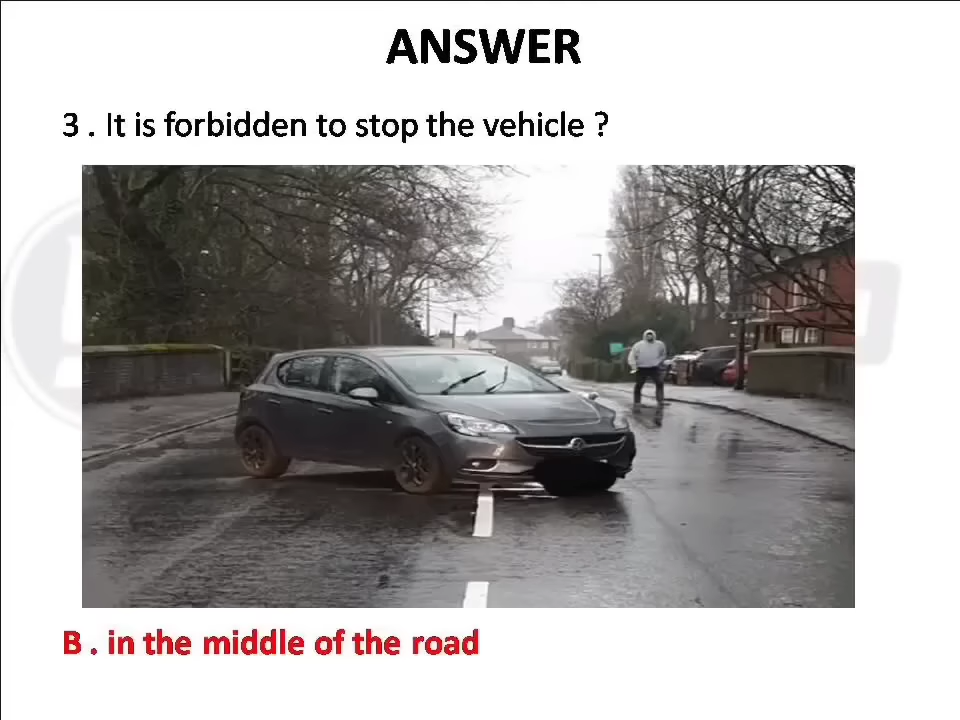 ANSWER
3 . It is forbidden to stop the vehicle ?
B . in the middle of the road